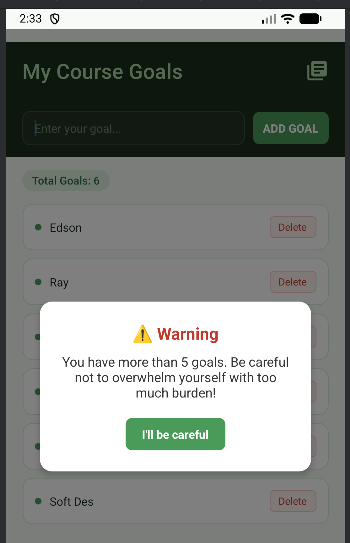 2:33
My Course Goals
Enter your goal...
ADD GOAL
Total Goals: 6
Edson
Delete
Ray
Delete
⚠️ Warning
You have more than 5 goals. Be careful
not to overwhelm yourself with too
much burden!
I'll be careful
Soft Des
Delete